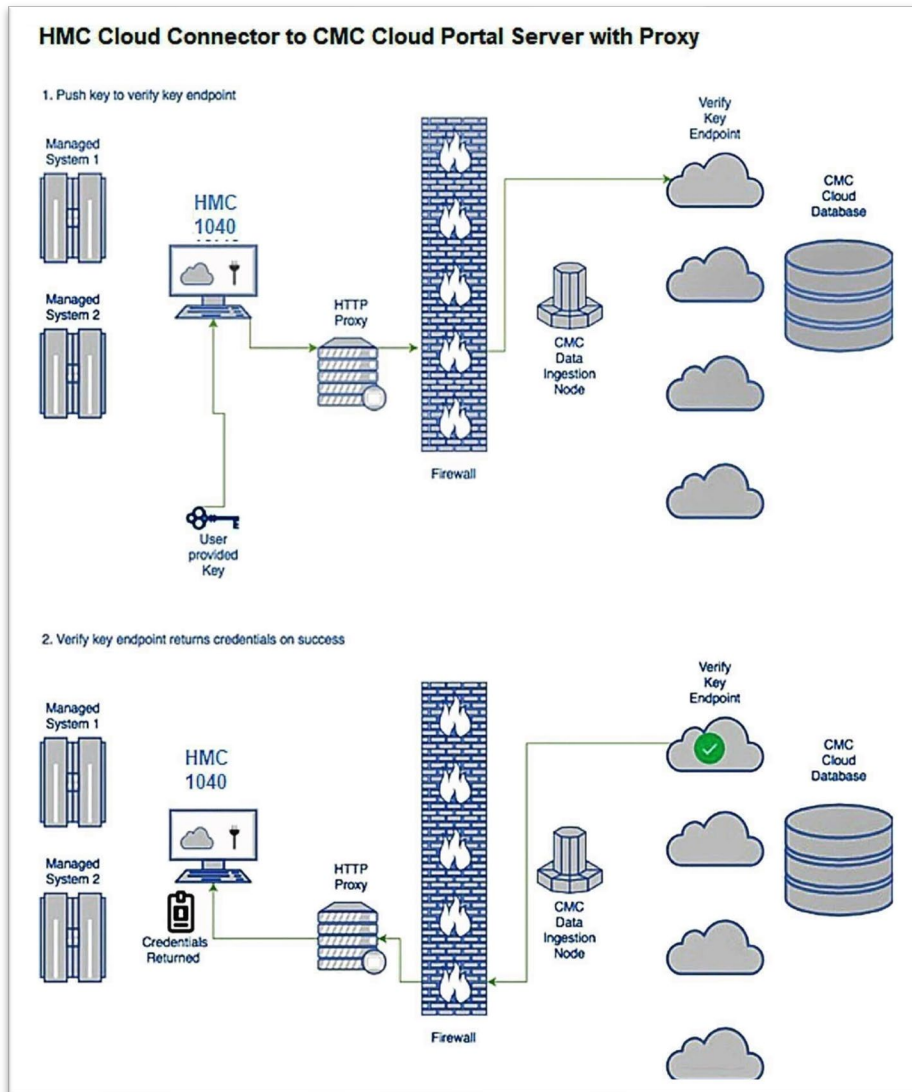 HMC Cloud Connector to CMC Cloud Portal Server with Proxy
1. Push key to verify key endpoint
Managed
System 1
HMC
1040
Managed
System 2
HTTP
Proxy
User
provided
Key
Firewall
CMC
Data
Ingestion
Node
Verify
Key
Endpoint
CMC
Cloud
Database
2. Verify key endpoint returns credentials on success
Managed
System 1
HMC
1040
Managed
System 2
Credentials
Returned
HTTP
Proxy
Firewall
CMC
Data
Ingestion
Node
Verify
Key
Endpoint
CMC
Cloud
Database